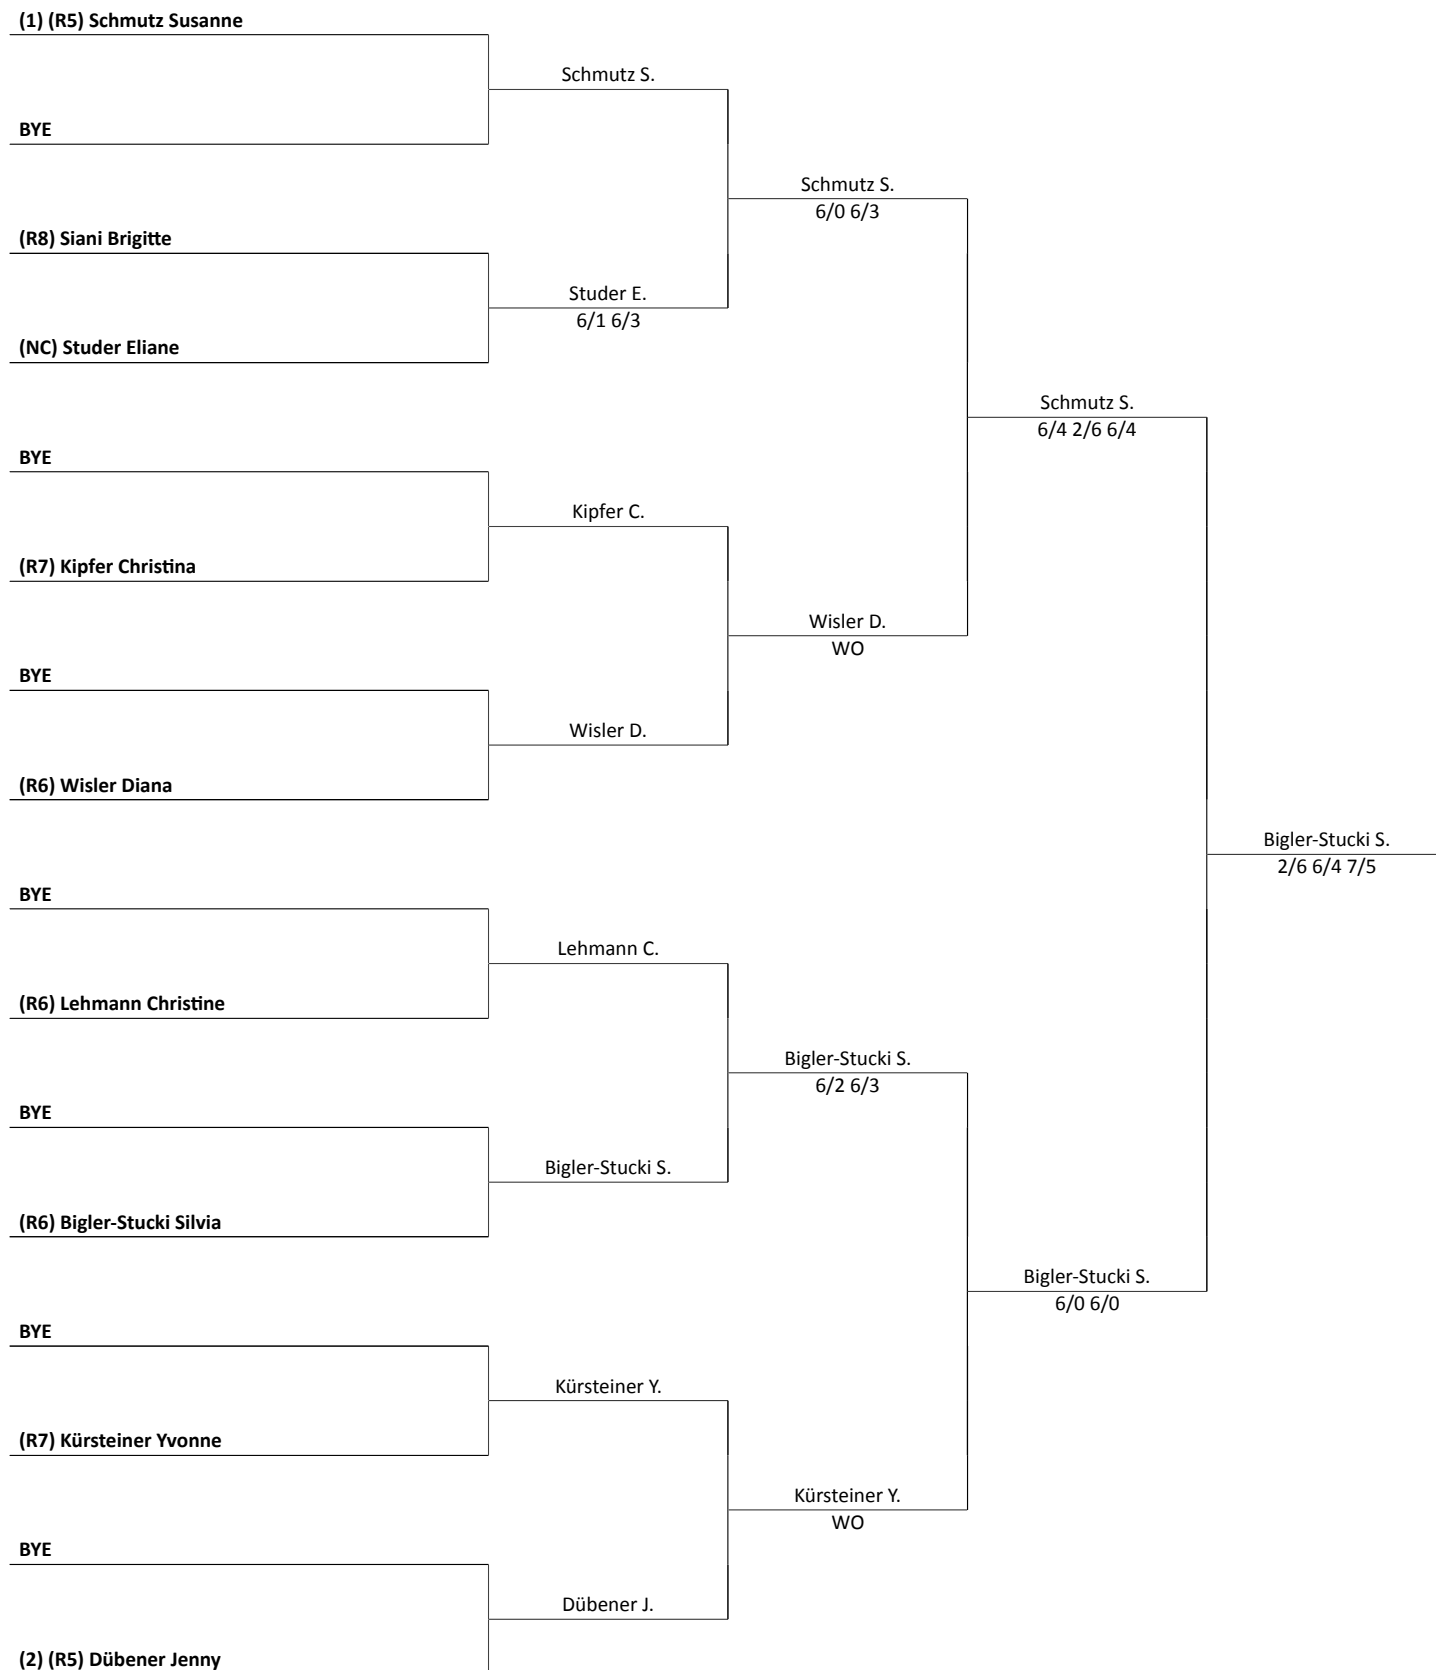 (1) (R5) Schmutz Susanne
Schmutz S.
BYE
Schmutz S.
6/0 6/3
(R8) Siani Brigitte
Studer E.
6/1 6/3
(NC) Studer Eliane
Schmutz S.
6/4 2/6 6/4
BYE
Kipfer C.
(R7) Kipfer Christina
Wisler D.
WO
BYE
Wisler D.
(R6) Wisler Diana
Bigler-Stucki S.
2/6 6/4 7/5
BYE
Lehmann C.
(R6) Lehmann Christine
Bigler-Stucki S.
6/2 6/3
BYE
Bigler-Stucki S.
(R6) Bigler-Stucki Silvia
Bigler-Stucki S.
6/0 6/0
BYE
Kürsteiner Y.
(R7) Kürsteiner Yvonne
Kürsteiner Y.
WO
BYE
Dübener J.
(2) (R5) Dübener Jenny